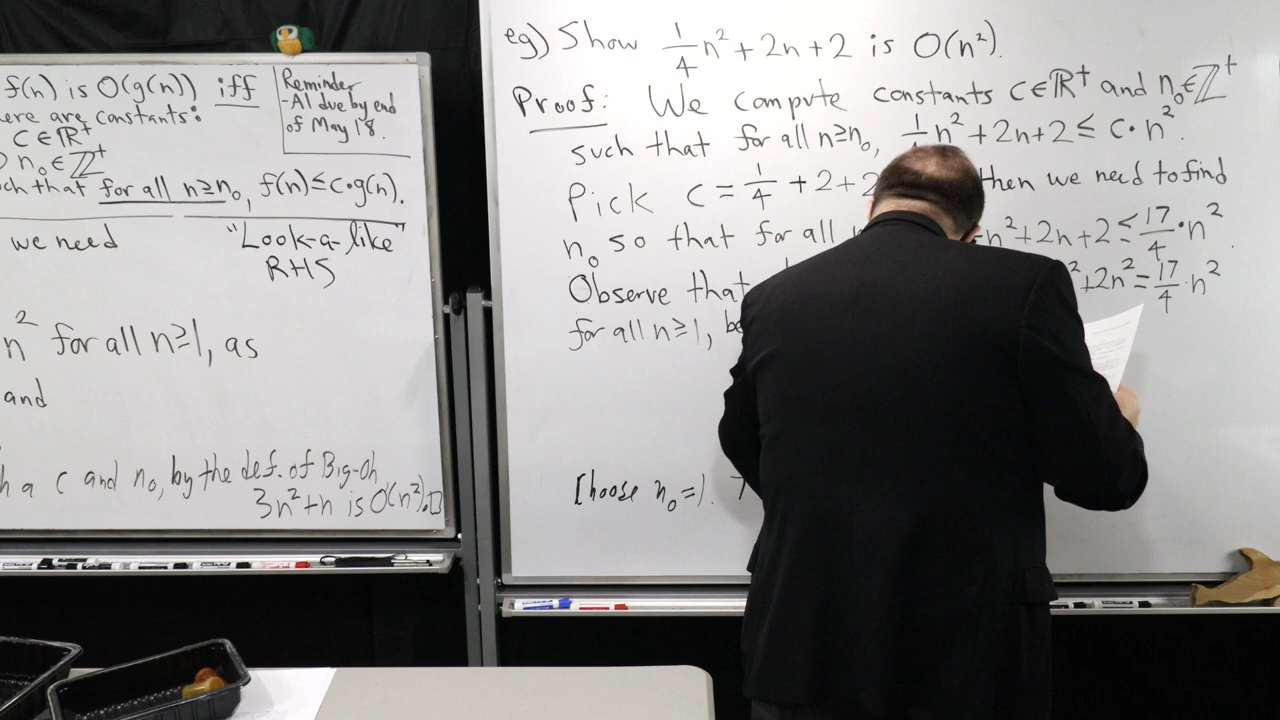 f(n) is O(g(n)) iff
ere are constants:
c∈ℝ⁺
n₀∈ℤ⁺
ch that for all n≥n₀, f(n)≤c·g(n).
Reminder
-A1 due by end
of May 18.
we need
"Look-a-like"
RHS
n² for all n≥1, as
and
h a c and n₀, by the def. of Big-Oh,
3n²+n is O(n²).□
eg) Show 1/4 n² + 2n + 2 is O(n²).
Proof: We compute constants c∈ℝ⁺ and n₀∈ℤ⁺
such that for all n≥n₀, 1/4 n² + 2n + 2 ≤ c·n².
Pick c = 1/4 + 2 + 2 then we need to find
n₀ so that for all n² + 2n + 2 ≤ 17/4·n².
Observe that + 2n² = 17/4·n²
for all n≥1,
Choose n₀=1.